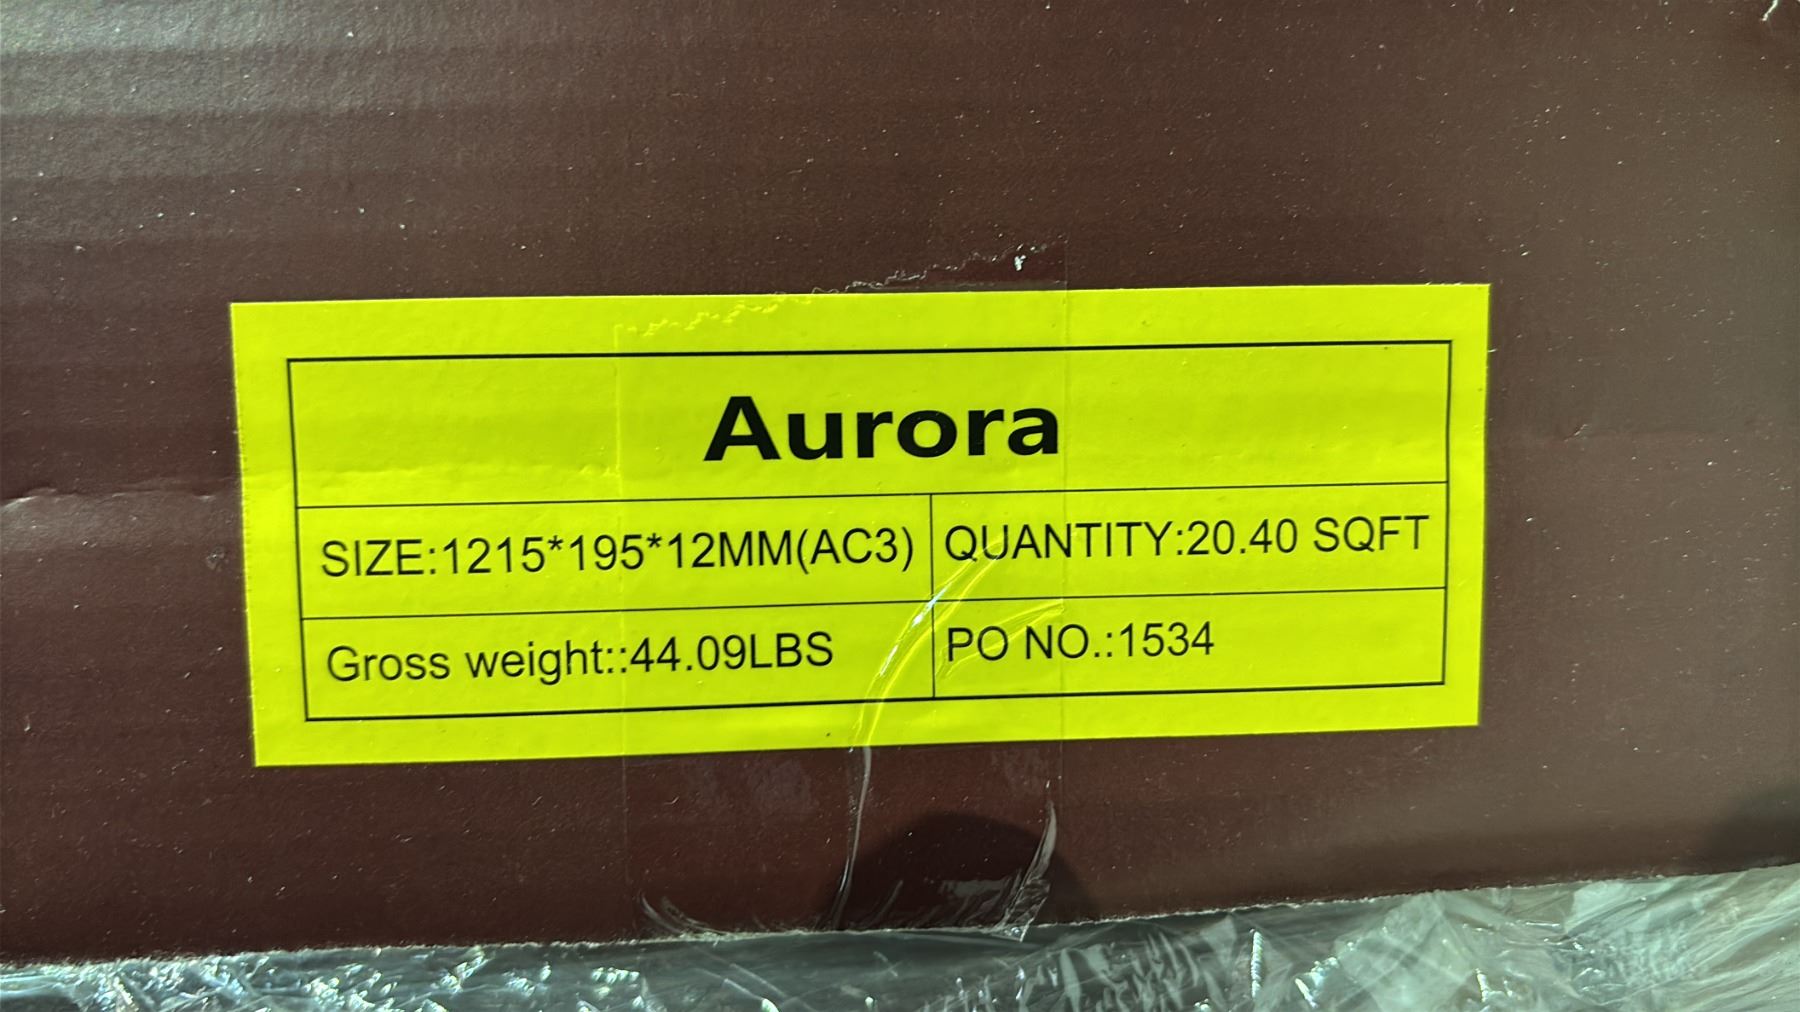 Aurora
SIZE:1215*195*12MM(AC3) QUANTITY:20.40 SQFT
Gross weight::44.09LBS PO NO.:1534